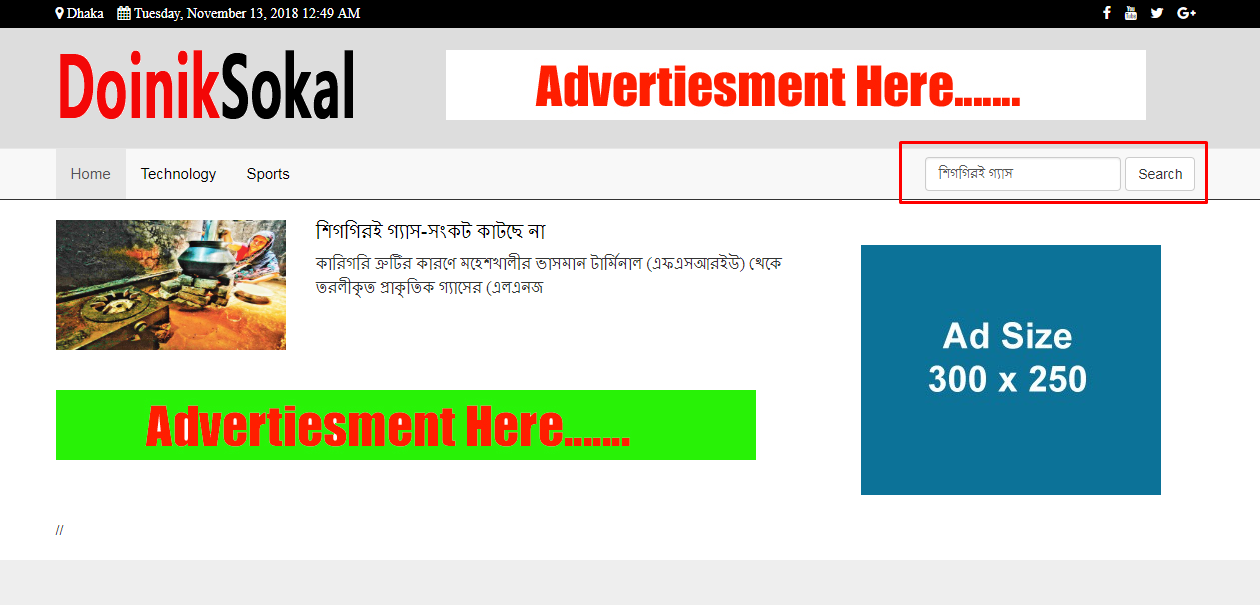 Dhaka Tuesday, November 13, 2018 12:49 AM
DoinikSokal
Advertiesment Here.......
Home Technology Sports শিগগিরই গ্যাস Search
শিগগিরই গ্যাস-সংকট কাটছে না
কারিগরি ত্রুটির কারণে মহেশখালীর ভাসমান টার্মিনাল (এফএসআরইউ) থেকে
তরলীকৃত প্রাকৃতিক গ্যাসের (এলএনজ
Ad Size
300 x 250
Advertiesment Here.......
//